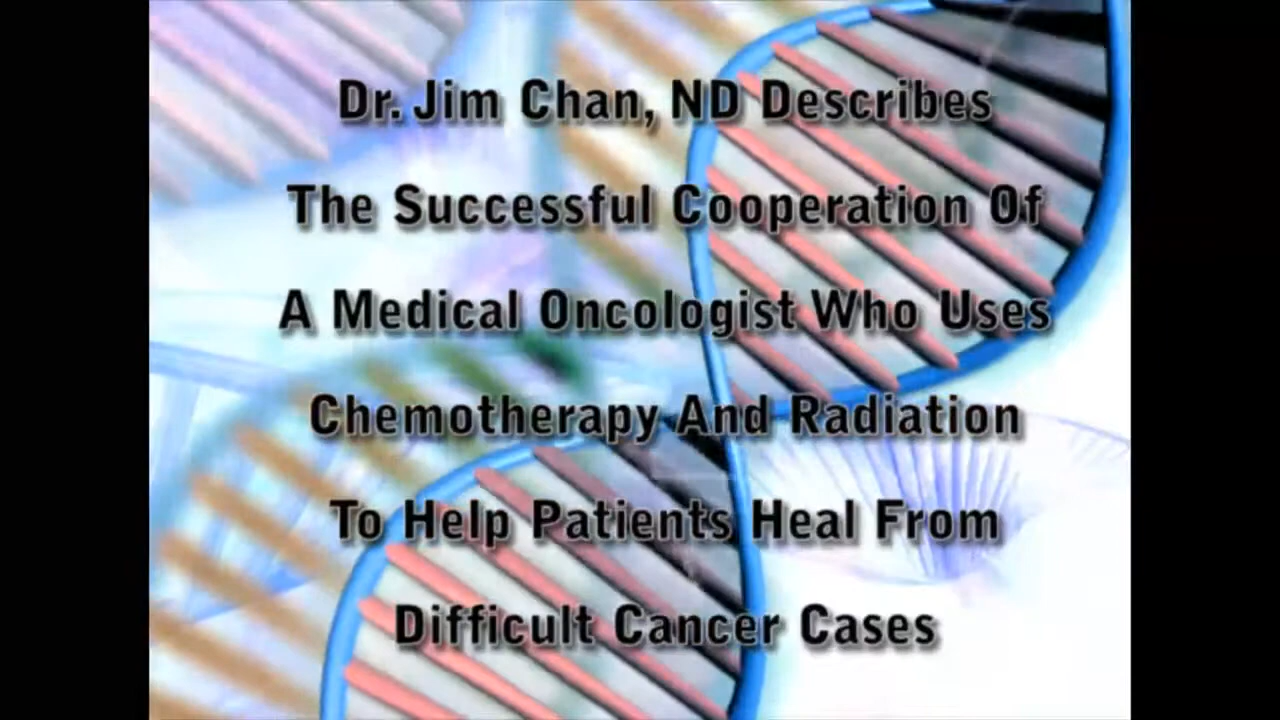 Dr. Jim Chan, ND Describes
The Successful Cooperation Of
A Medical Oncologist Who Uses
Chemotherapy And Radiation
To Help Patients Heal From
Difficult Cancer Cases